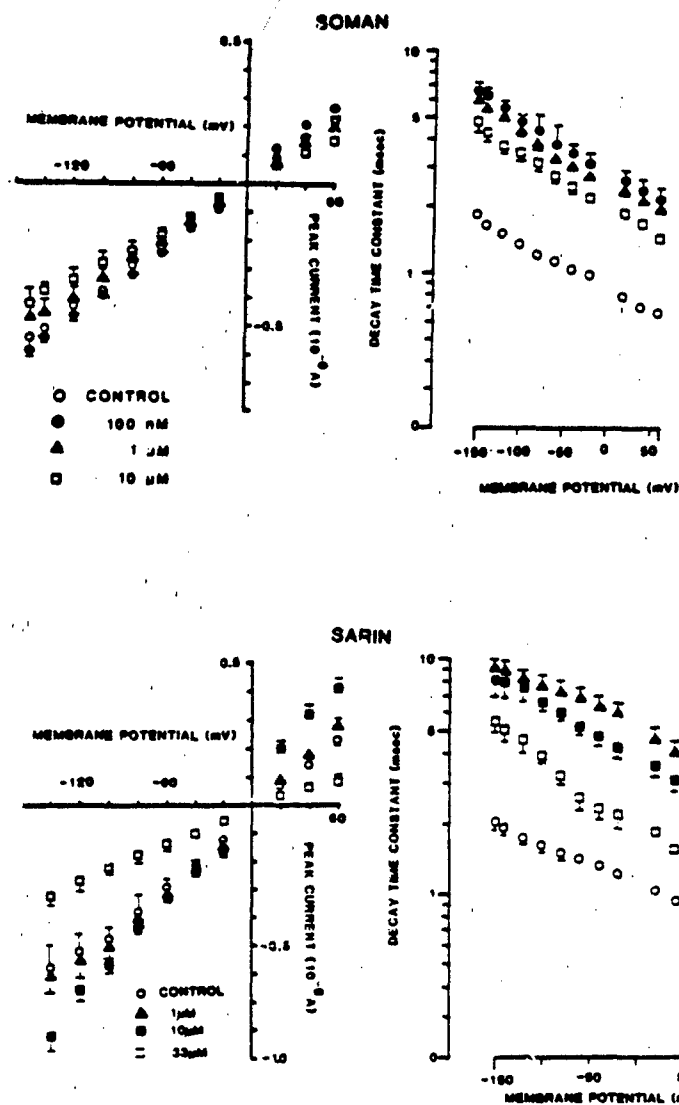 SOMAN
0.5
MEMBRANE POTENTIAL (mV)
-120
-60
60
PEAK CURRENT (10⁻⁶A)
-0.5
CONTROL
100 nM
1 µM
10 µM
10
5
1
0
DECAY TIME CONSTANT (msec)
-150 -100 -50 0 50
MEMBRANE POTENTIAL (mV)
SARIN
0.5
MEMBRANE POTENTIAL (mV)
-120
-60
60
PEAK CURRENT (10⁻⁶A)
-0.5
-1.0
CONTROL
1µM
10µM
33µM
10
5
1
0
DECAY TIME CONSTANT (msec)
-150
-50
MEMBRANE POTENTIAL